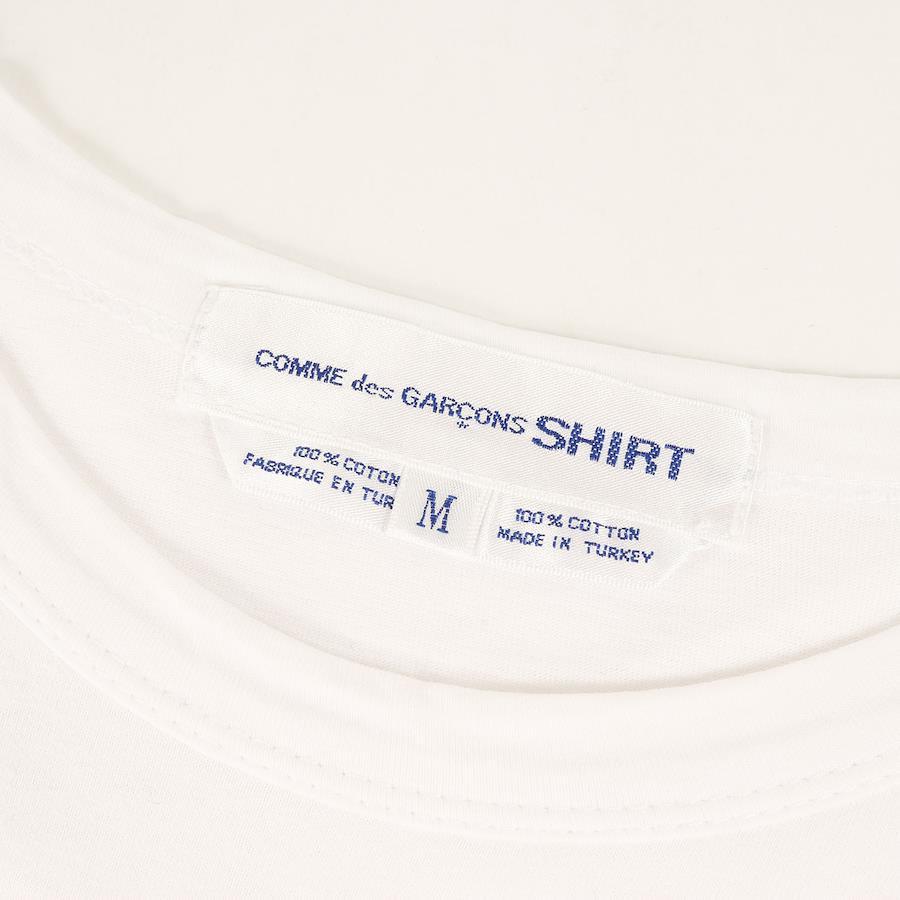 COMME des GARÇONS SHIRT
100% COTON
FABRIQUE EN TUR
M
100% COTTON
MADE IN TURKEY